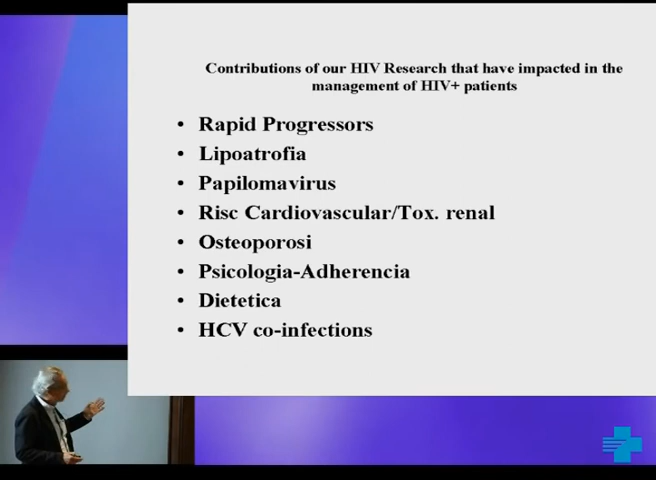 Contributions of our HIV Research that have impacted in the
management of HIV+ patients
• Rapid Progressors
• Lipoatrofia
• Papilomavirus
• Risc Cardiovascular/Tox. renal
• Osteoporosi
• Psicologia-Adherencia
• Dietetica
• HCV co-infections